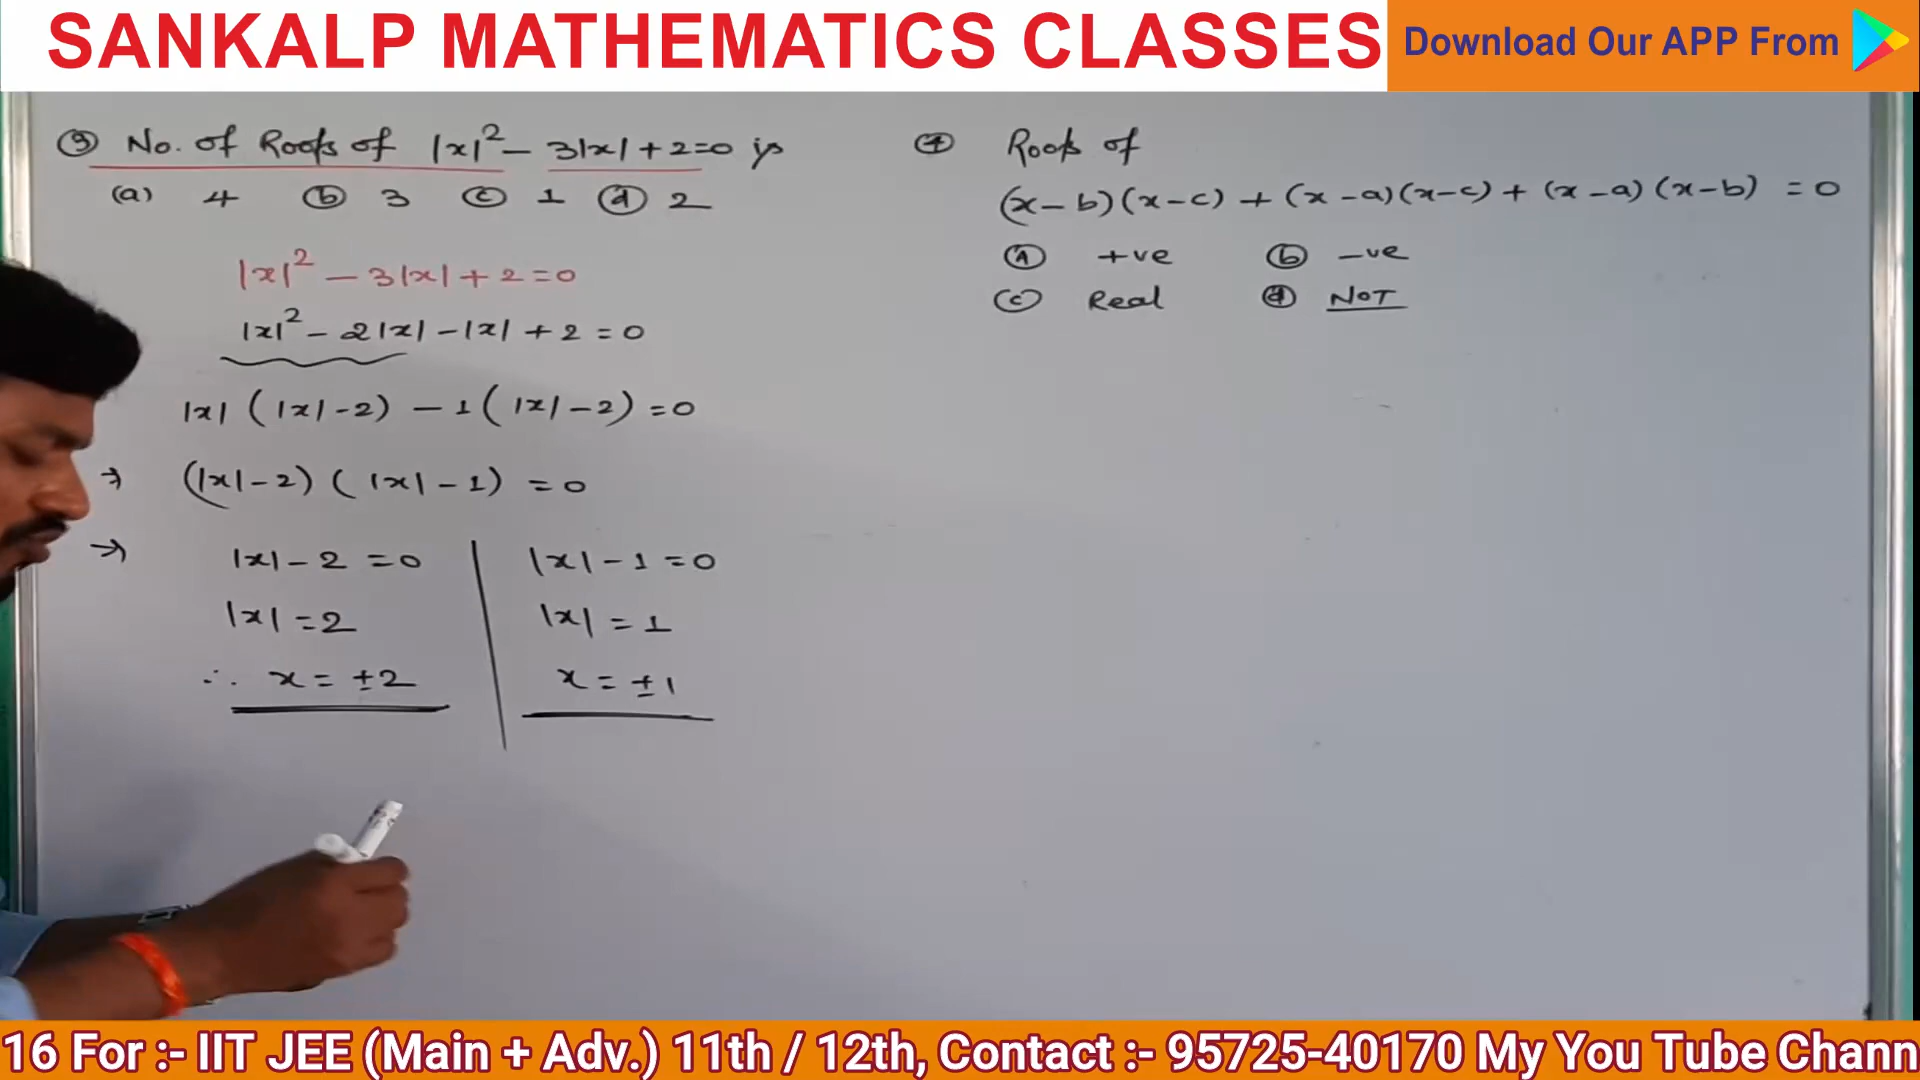 SANKALP MATHEMATICS CLASSES
Download Our APP From
③ No. of Roots of |x|² - 3|x| + 2 = 0 is
(a) 4 ⓑ 3 ⓒ 1 ⓓ 2
|x|² - 3|x| + 2 = 0
|x|² - 2|x| - |x| + 2 = 0
|x| (|x| - 2) - 1 (|x| - 2) = 0
→ (|x| - 2) (|x| - 1) = 0
→ |x| - 2 = 0 | |x| - 1 = 0
|x| = 2 | |x| = 1
∴ x = ±2 | x = ±1
④ Roots of
(x - b)(x - c) + (x - a)(x - c) + (x - a)(x - b) = 0
ⓐ +ve ⓑ -ve
ⓒ Real ⓓ NOT
16 For :- IIT JEE (Main + Adv.) 11th / 12th, Contact :- 95725-40170 My You Tube Chann